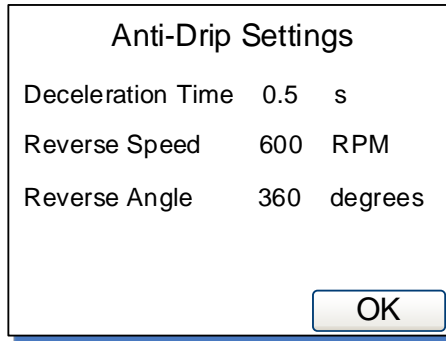 Anti-Drip Settings
Deceleration Time 0.5 s
Reverse Speed 600 RPM
Reverse Angle 360 degrees
OK